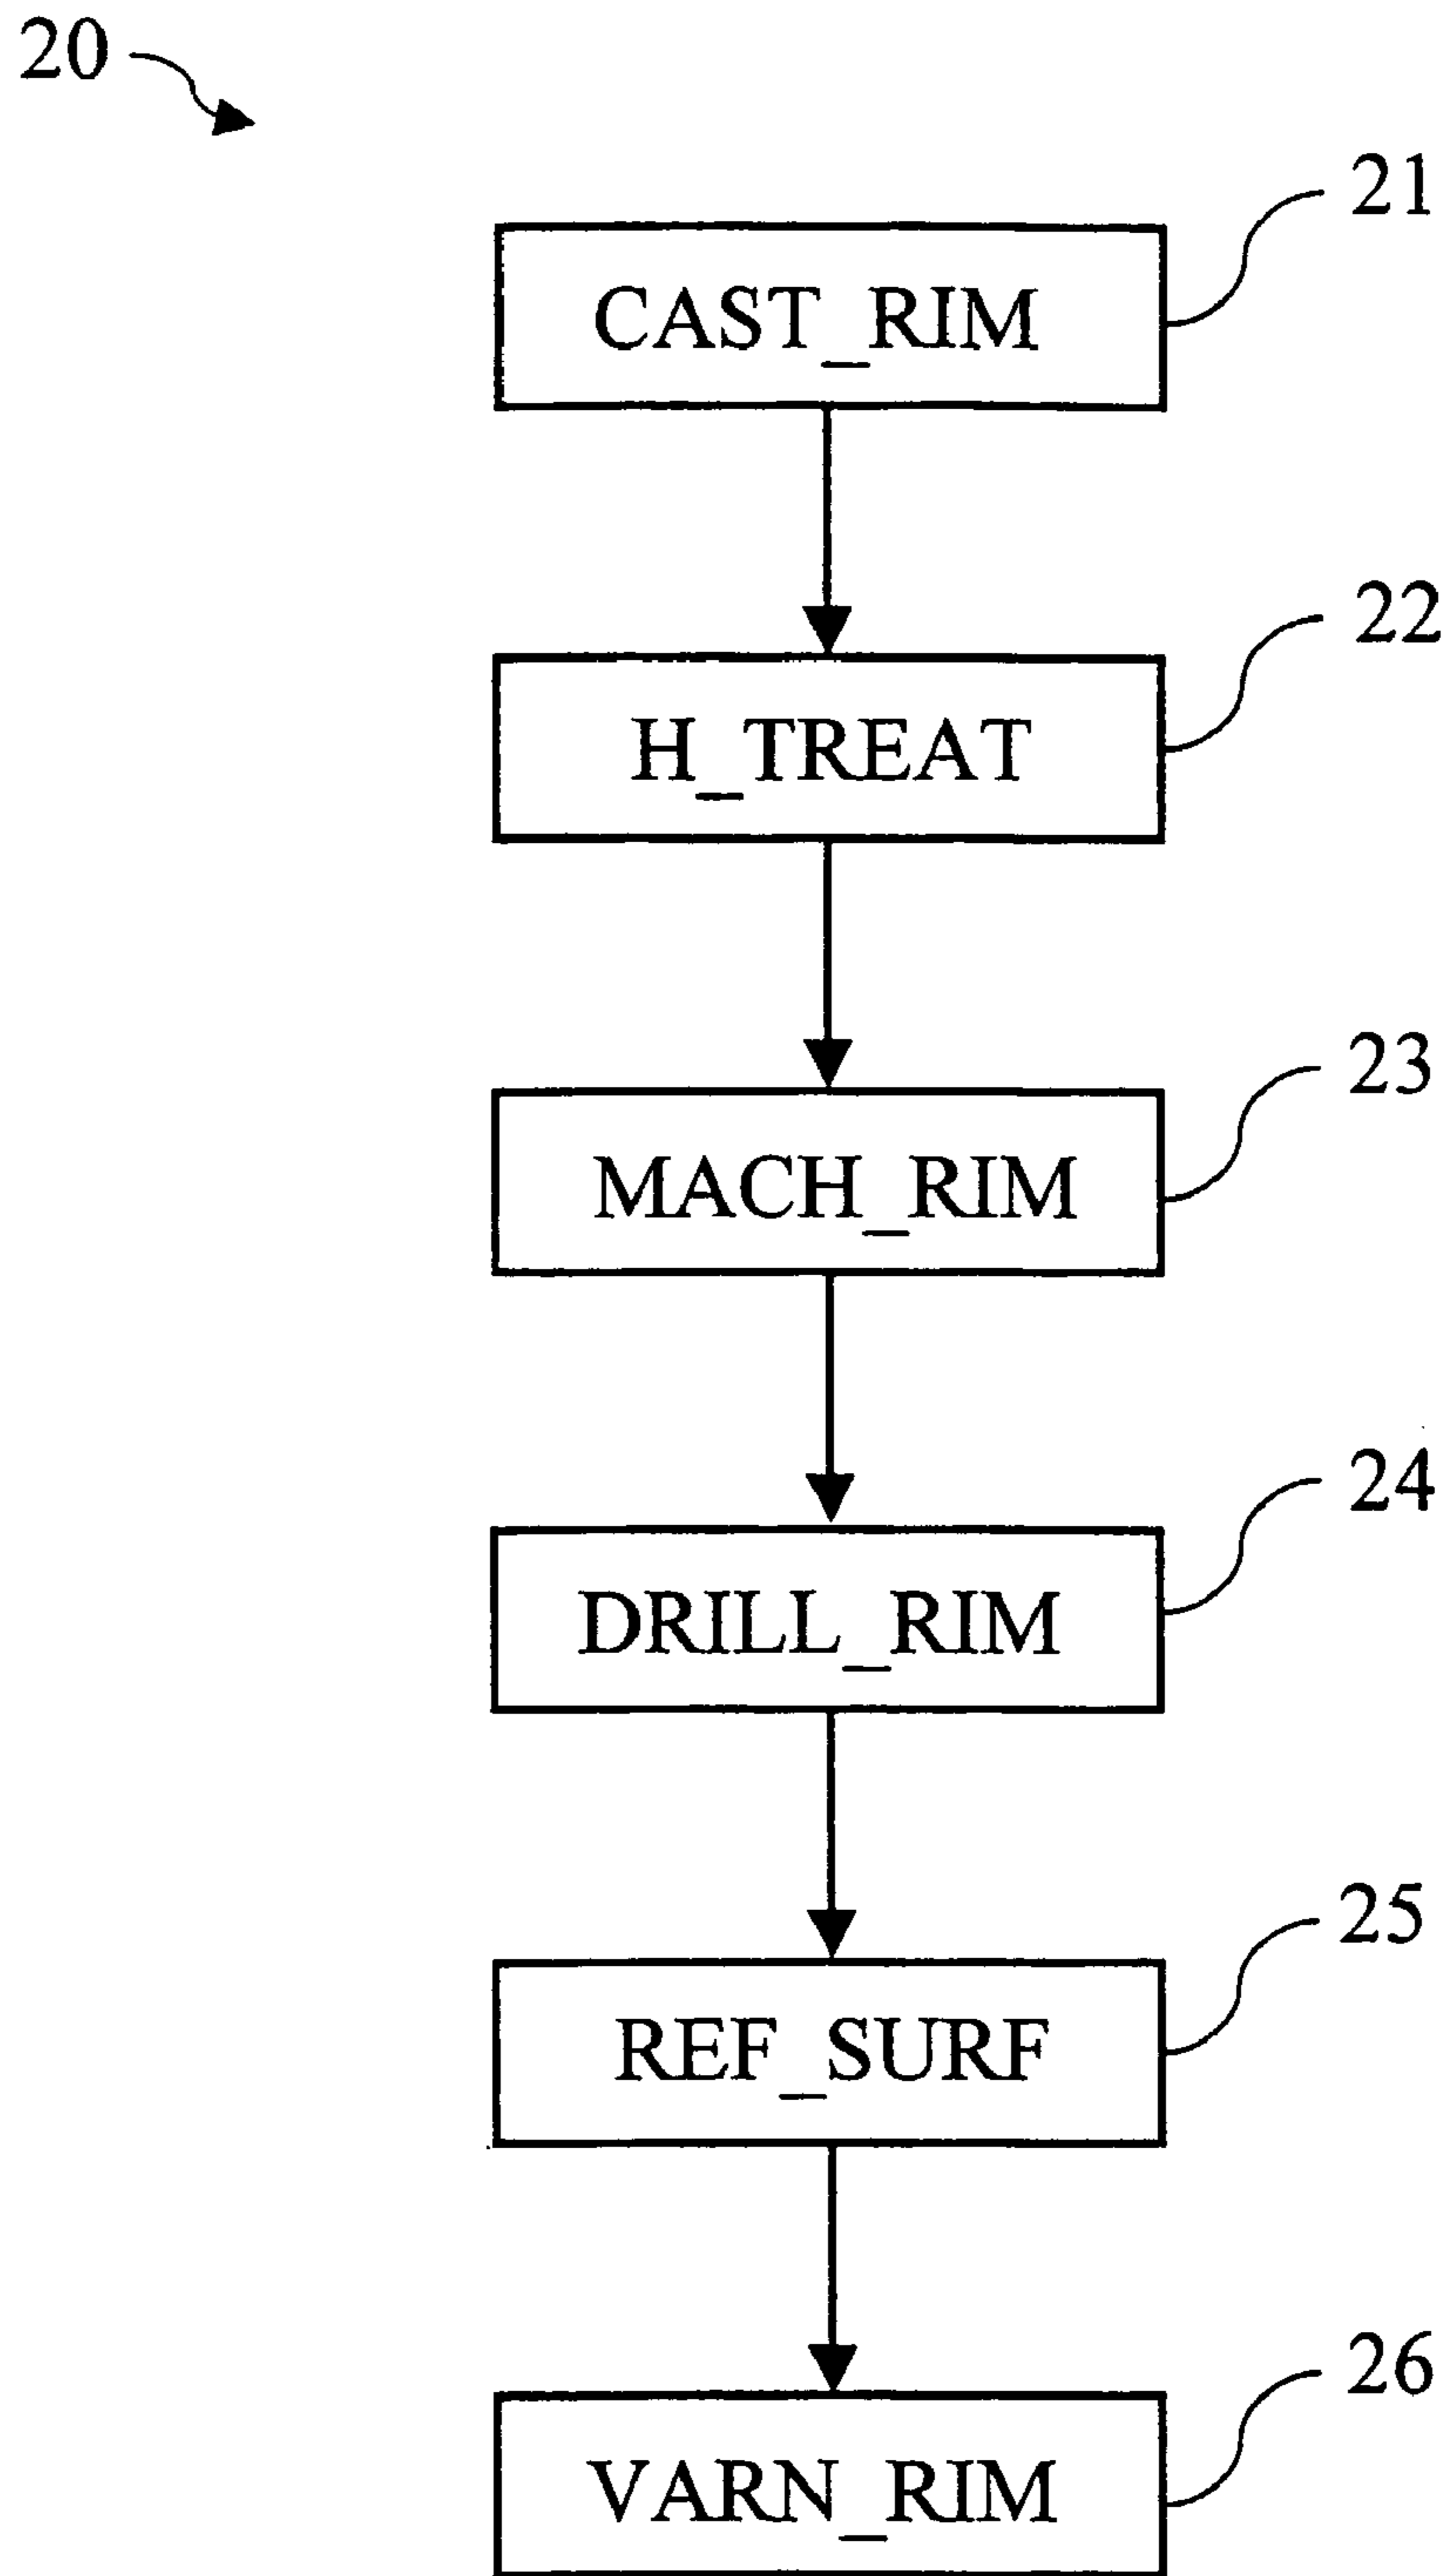 20
21
CAST_RIM
22
H_TREAT
23
MACH_RIM
24
DRILL_RIM
25
REF_SURF
26
VARN_RIM